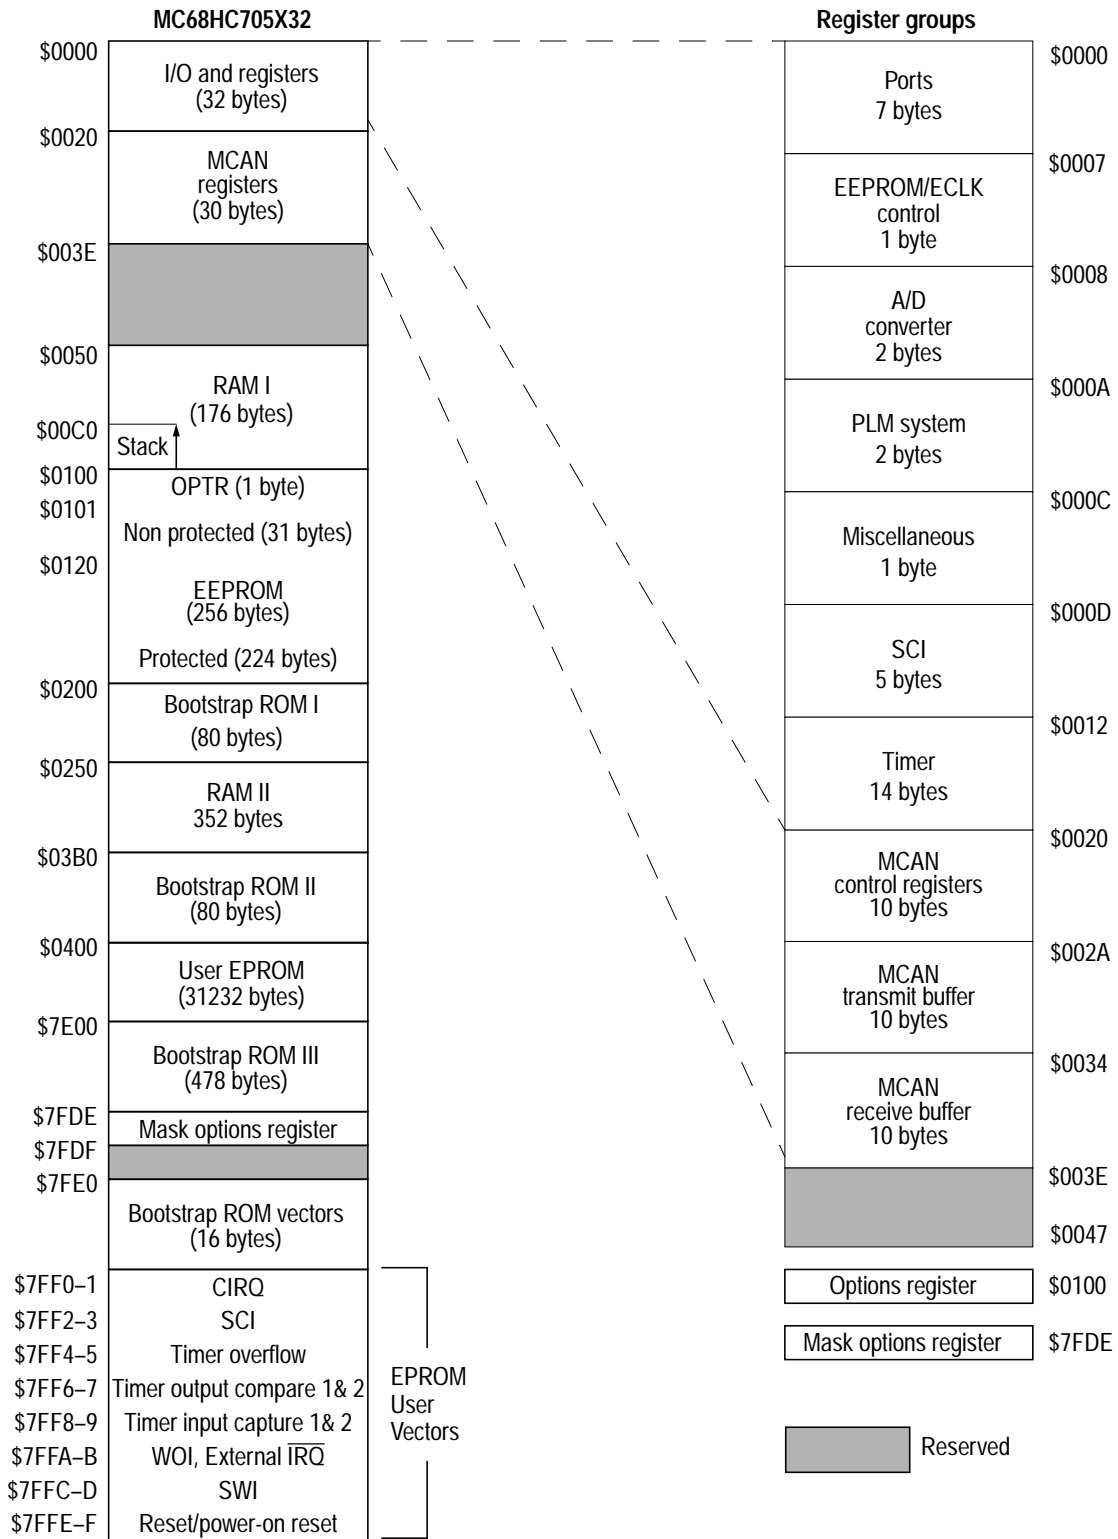 MC68HC705X32
$0000
I/O and registers
(32 bytes)
$0020
MCAN
registers
(30 bytes)
$003E
$0050
RAM I
(176 bytes)
$00C0
Stack
$0100
OPTR (1 byte)
$0101
Non protected (31 bytes)
$0120
EEPROM
(256 bytes)
Protected (224 bytes)
$0200
Bootstrap ROM I
(80 bytes)
$0250
RAM II
352 bytes
$03B0
Bootstrap ROM II
(80 bytes)
$0400
User EPROM
(31232 bytes)
$7E00
Bootstrap ROM III
(478 bytes)
$7FDE
Mask options register
$7FDF
$7FE0
Bootstrap ROM vectors
(16 bytes)
$7FF0–1 CIRQ
$7FF2–3 SCI
$7FF4–5 Timer overflow
$7FF6–7 Timer output compare 1& 2
$7FF8–9 Timer input capture 1& 2
$7FFA–B WOI, External IRQ
$7FFC–D SWI
$7FFE–F Reset/power-on reset
EPROM
User
Vectors
Register groups
$0000
Ports
7 bytes
$0007
EEPROM/ECLK
control
1 byte
$0008
A/D
converter
2 bytes
$000A
PLM system
2 bytes
$000C
Miscellaneous
1 byte
$000D
SCI
5 bytes
$0012
Timer
14 bytes
$0020
MCAN
control registers
10 bytes
$002A
MCAN
transmit buffer
10 bytes
$0034
MCAN
receive buffer
10 bytes
$003E
$0047
Options register $0100
Mask options register $7FDE
Reserved